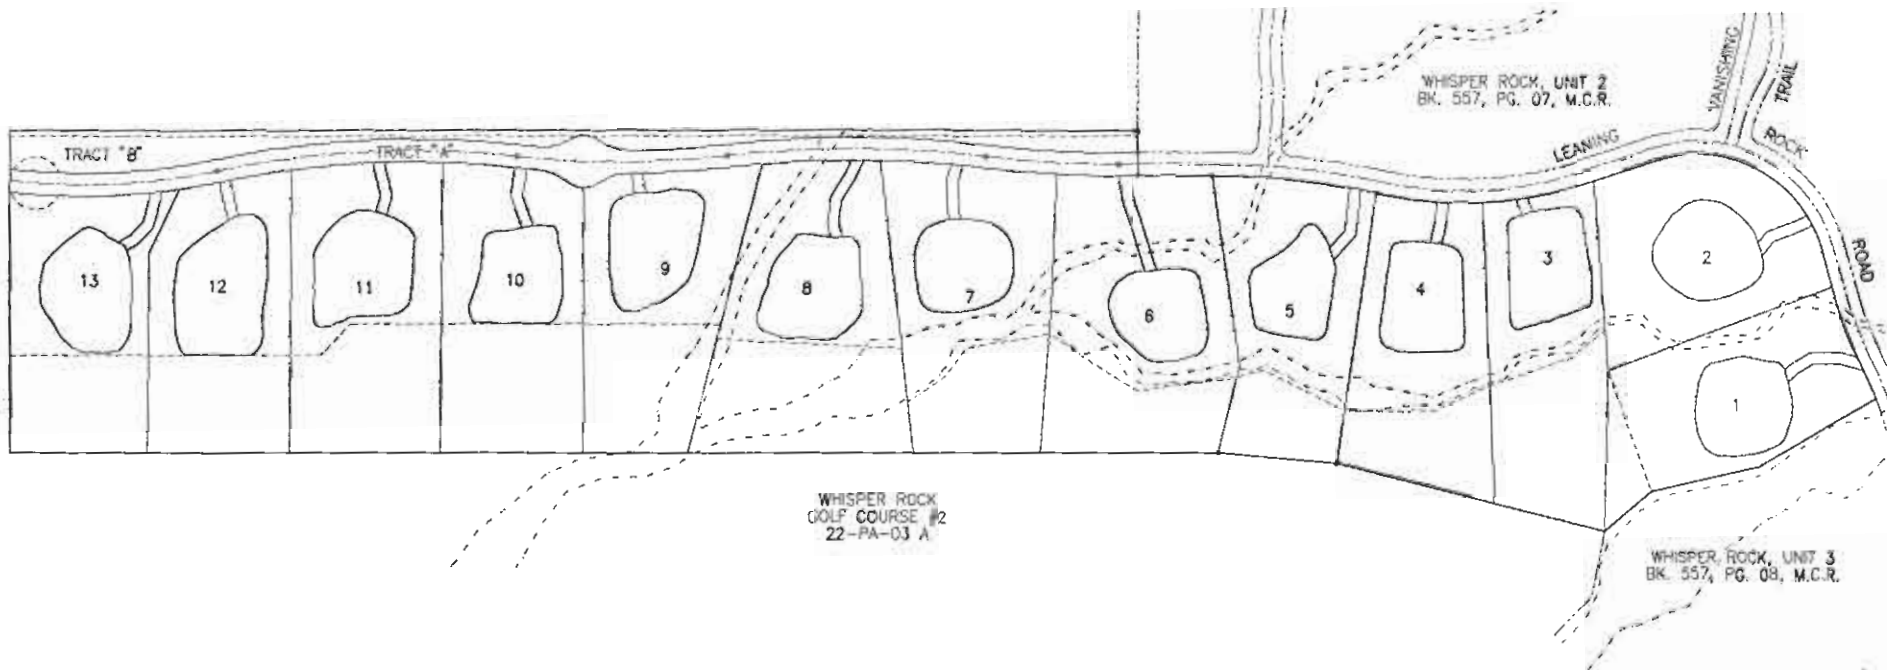 WHISPER ROCK, UNIT 2
BK. 557, PG. 07, M.C.R.
VANISHING
TRAIL
LEANING
ROCK
ROAD
TRACT "B"
TRACT "A"
13
12
11
10
9
8
7
6
5
4
3
2
1
WHISPER ROCK
GOLF COURSE #2
22-PA-03 A
WHISPER ROCK, UNIT 3
BK. 557, PG. 08, M.C.R.